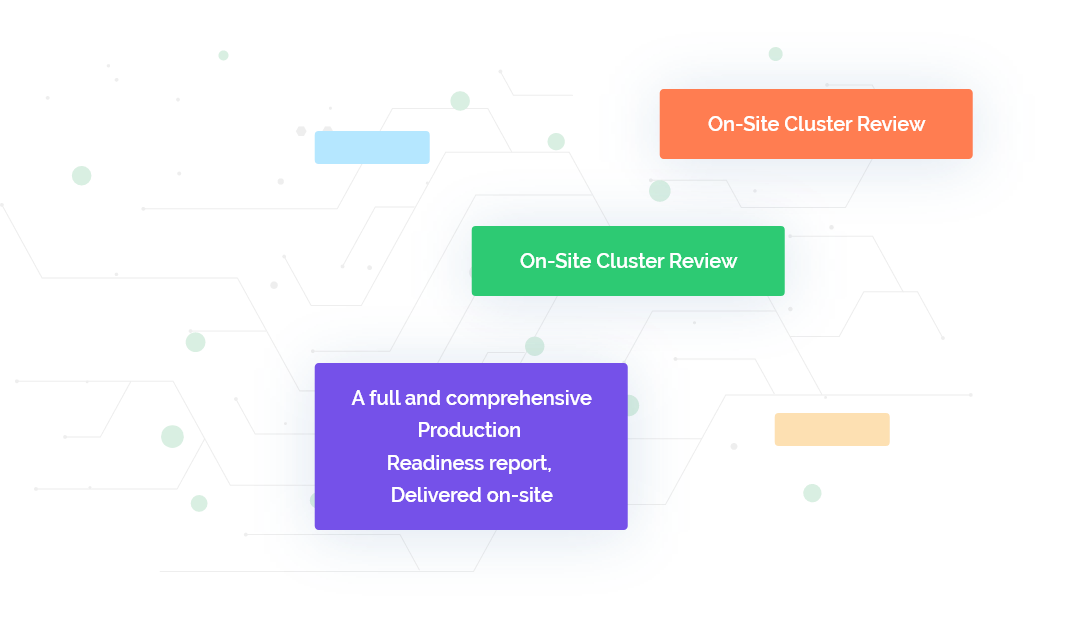 On-Site Cluster Review
On-Site Cluster Review
A full and comprehensive
Production
Readiness report,
Delivered on-site